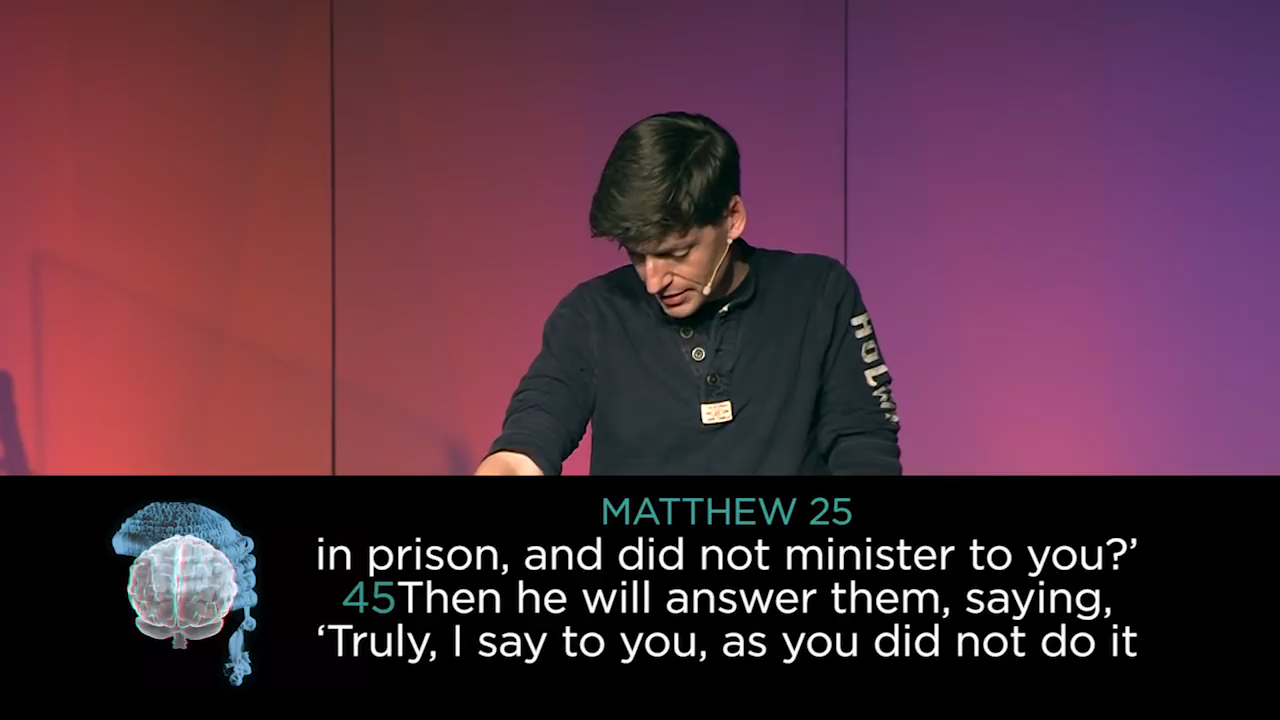 HOLW
MATTHEW 25
in prison, and did not minister to you?’
45Then he will answer them, saying,
‘Truly, I say to you, as you did not do it